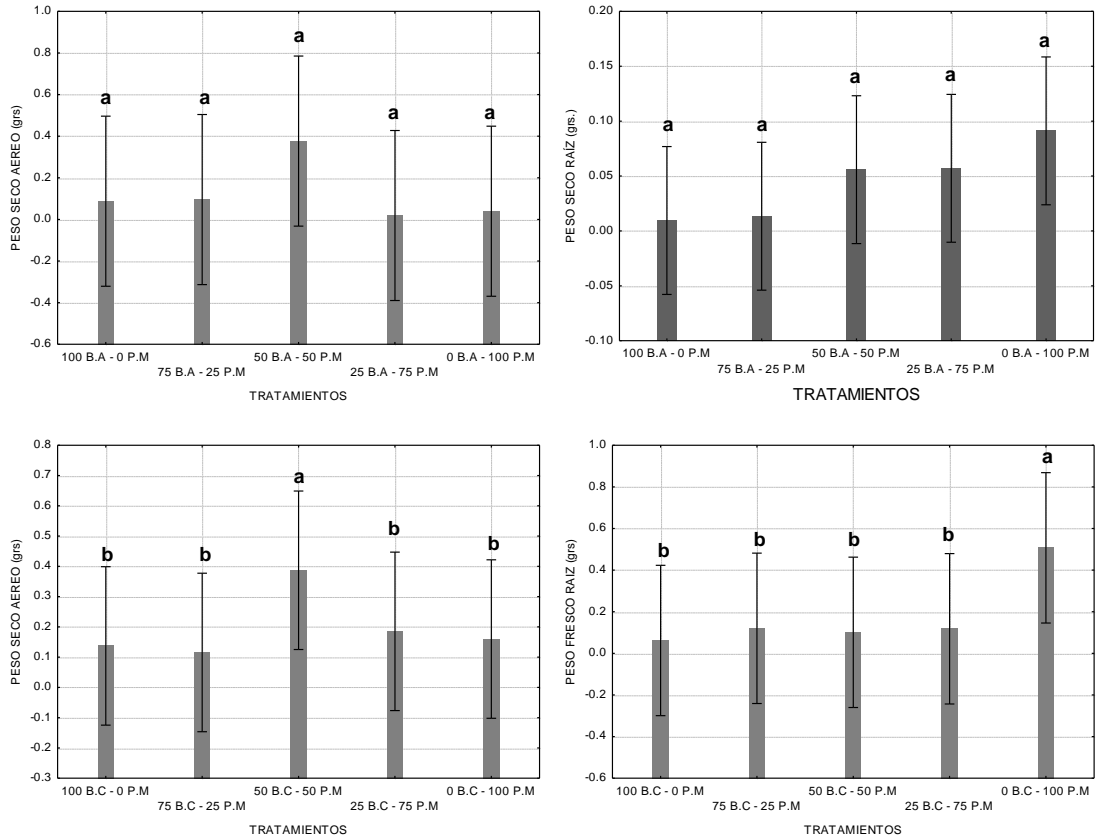 PESO SECO AEREO (grs)
1.0
0.8
0.6
0.4
0.2
0.0
-0.2
-0.4
-0.6
a a a a a
100 B.A - 0 P.M 50 B.A - 50 P.M 0 B.A - 100 P.M
75 B.A - 25 P.M 25 B.A - 75 P.M
TRATAMIENTOS
PESO SECO RAÍZ (grs.)
0.20
0.15
0.10
0.05
0.00
-0.05
-0.10
a a a a a
100 B.A - 0 P.M 50 B.A - 50 P.M 0 B.A - 100 P.M
75 B.A - 25 P.M 25 B.A - 75 P.M
TRATAMIENTOS
PESO SECO AEREO (grs)
0.8
0.7
0.6
0.5
0.4
0.3
0.2
0.1
0.0
-0.1
-0.2
-0.3
b b a b b
100 B.C - 0 P.M 50 B.C - 50 P.M 0 B.C - 100 P.M
75 B.C - 25 P.M 25 B.C - 75 P.M
TRATAMIENTOS
PESO FRESCO RAIZ (grs)
1.0
0.8
0.6
0.4
0.2
0.0
-0.2
-0.4
-0.6
b b b b a
100 B.C - 0 P.M 50 B.C - 50 P.M 0 B.C - 100 P.M
75 B.C - 25 P.M 25 B.C - 75 P.M
TRATAMIENTOS